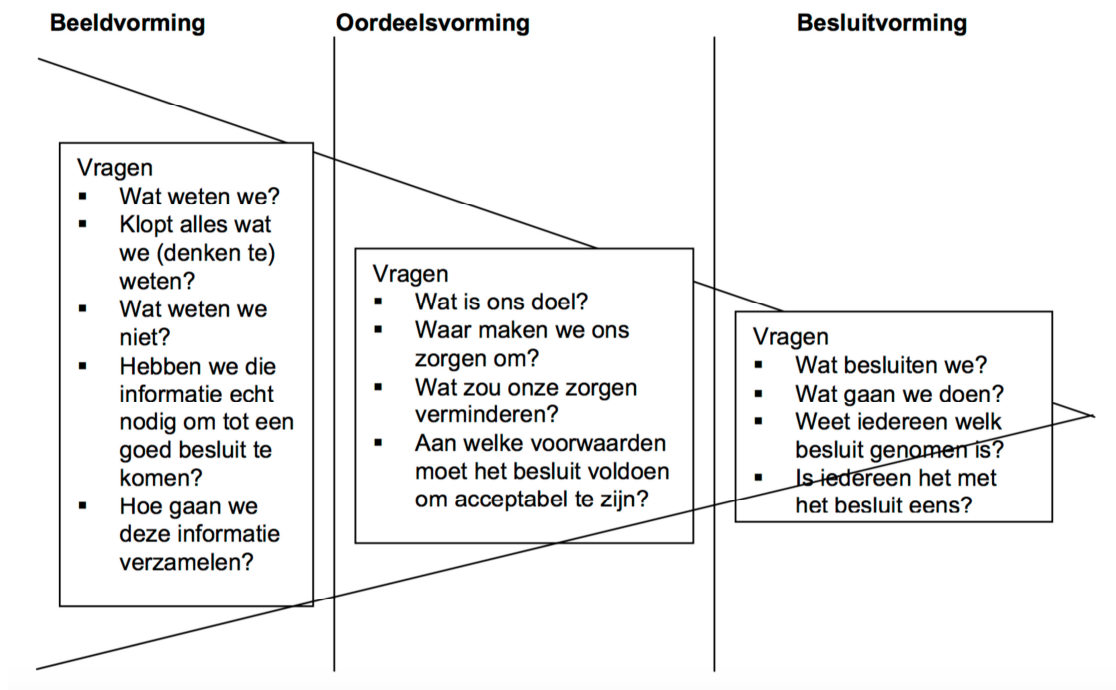 Beeldvorming
Oordeelsvorming
Besluitvorming
Vragen
▪ Wat weten we?
▪ Klopt alles wat
we (denken te)
weten?
▪ Wat weten we
niet?
▪ Hebben we die
informatie echt
nodig om tot een
goed besluit te
komen?
▪ Hoe gaan we
deze informatie
verzamelen?
Vragen
▪ Wat is ons doel?
▪ Waar maken we ons
zorgen om?
▪ Wat zou onze zorgen
verminderen?
▪ Aan welke voorwaarden
moet het besluit voldoen
om acceptabel te zijn?
Vragen
▪ Wat besluiten we?
▪ Wat gaan we doen?
▪ Weet iedereen welk
besluit genomen is?
▪ Is iedereen het met
het besluit eens?